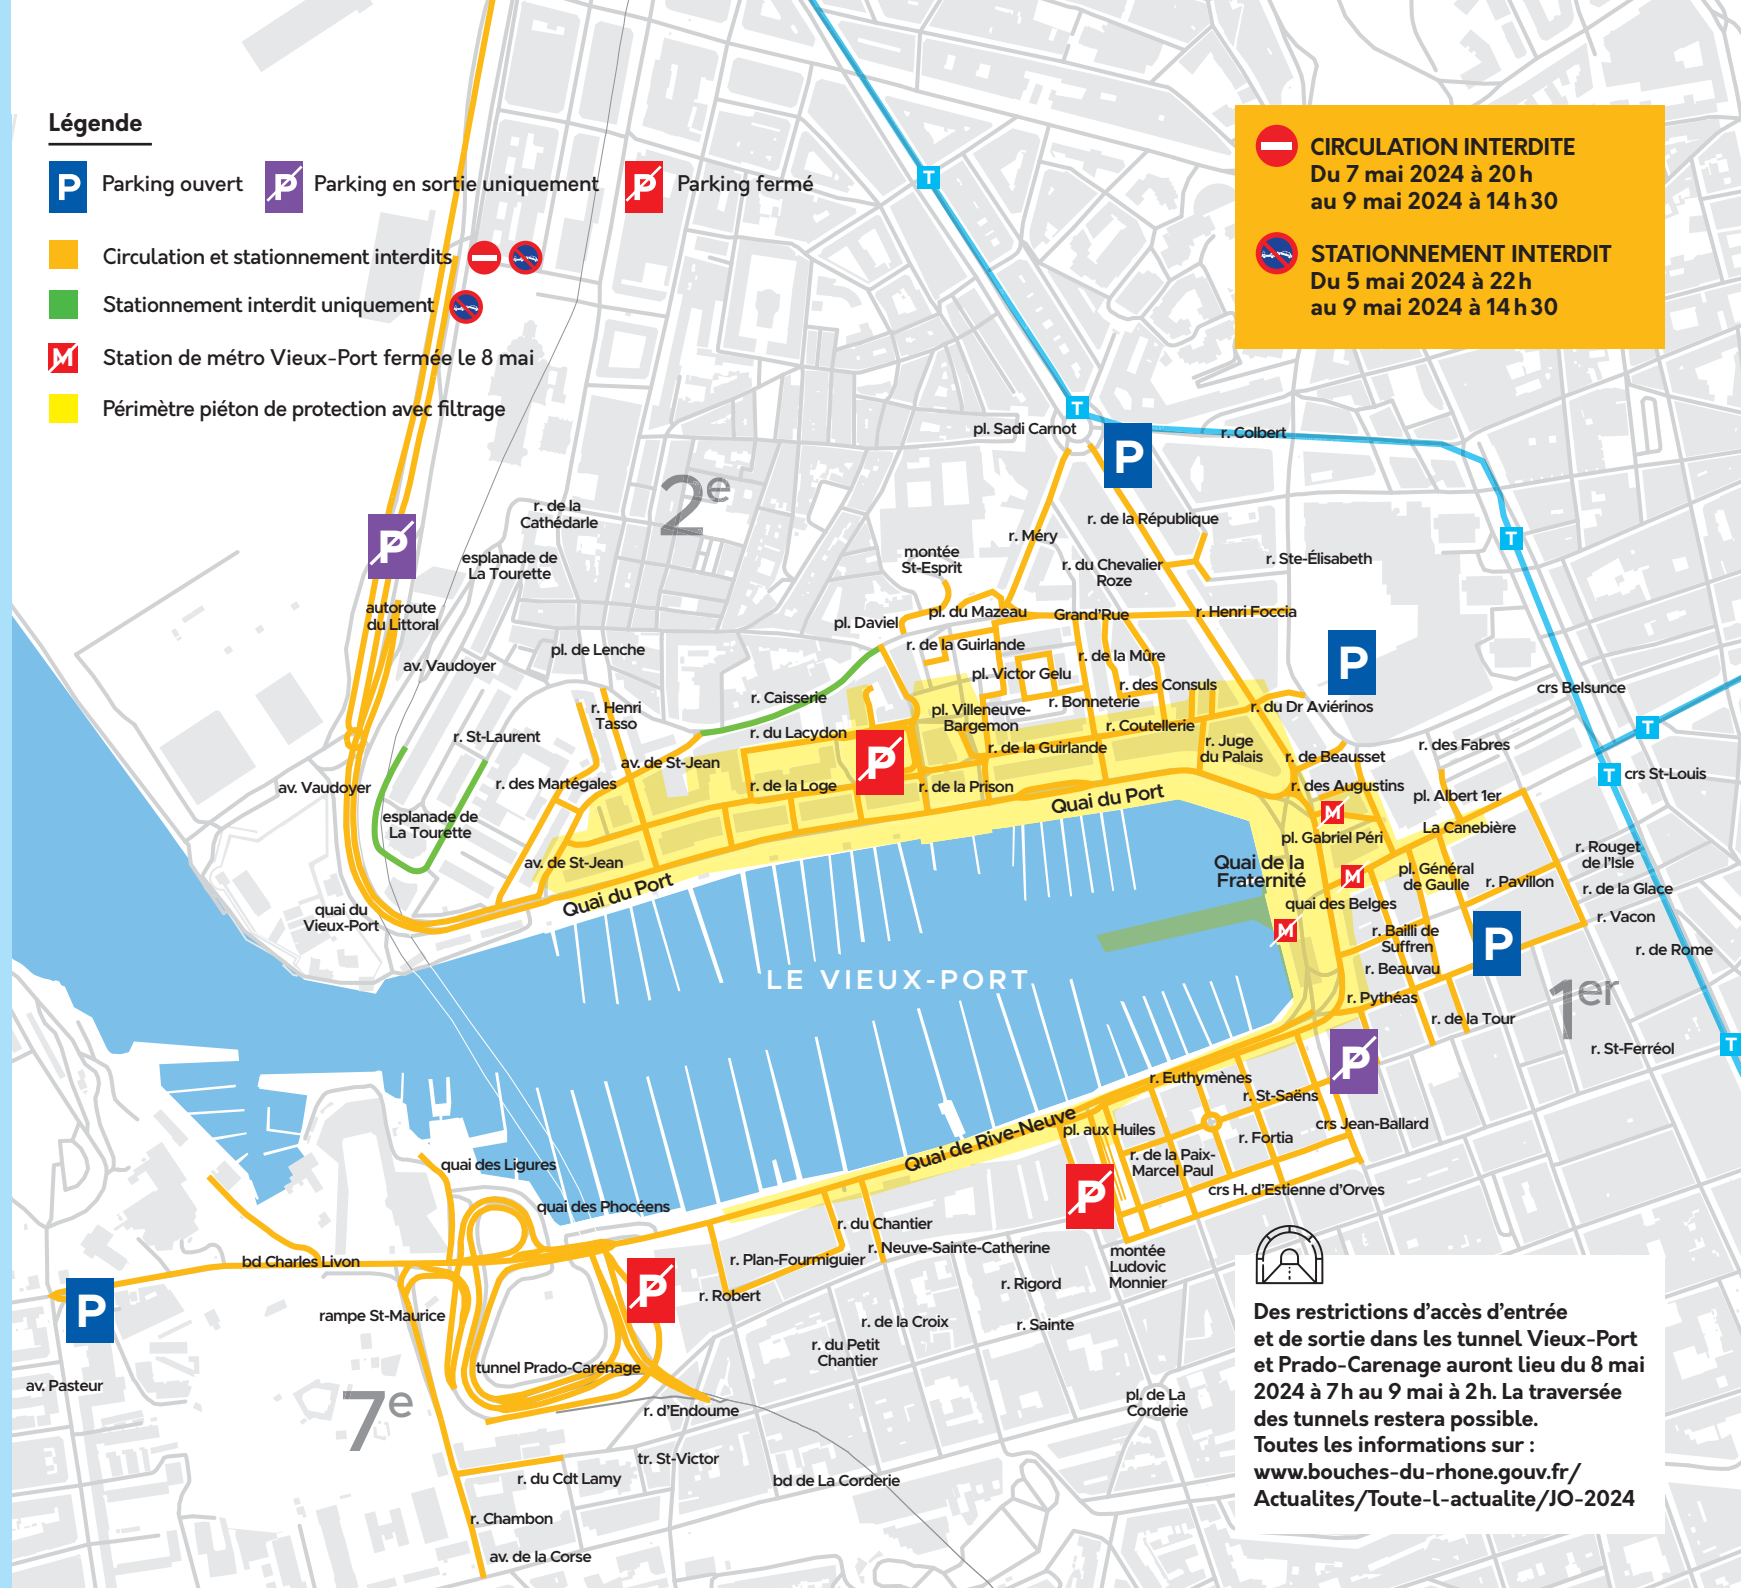 Légende
P Parking ouvert
P Parking en sortie uniquement
P Parking fermé
Circulation et stationnement interdits
Stationnement interdit uniquement
M Station de métro Vieux-Port fermée le 8 mai
Périmètre piéton de protection avec filtrage
CIRCULATION INTERDITE
Du 7 mai 2024 à 20 h
au 9 mai 2024 à 14 h 30
STATIONNEMENT INTERDIT
Du 5 mai 2024 à 22 h
au 9 mai 2024 à 14 h 30
T
T
pl. Sadi Carnot
P
r. Colbert
2e
r. de la
Cathédarle
r. de la République
r. Méry
T
P
esplanade de
La Tourette
montée
St-Esprit
r. du Chevalier
Roze
r. Ste-Élisabeth
autoroute
du Littoral
pl. Daviel
pl. du Mazeau
Grand'Rue
r. Henri Foccia
av. Vaudoyer
pl. de Lenche
r. de la Guirlande
r. de la Mûre
P
pl. Victor Gelu
r. des Consuls
crs Belsunce
r. Henri
Tasso
r. Caisserie
r. Bonneterie
r. du Dr Aviérinos
pl. Villeneuve-
Bargemon
r. Coutellerie
T
r. St-Laurent
r. du Lacydon
r. de la Guirlande
r. Juge
du Palais
r. de Beausset
r. des Fabres
av. de St-Jean
P
T
crs St-Louis
av. Vaudoyer
r. des Martégales
r. de la Loge
r. de la Prison
Quai du Port
r. des Augustins
pl. Albert 1er
M
esplanade de
La Tourette
pl. Gabriel Péri
La Canebière
av. de St-Jean
Quai de la
Fraternité
M
pl. Général
de Gaulle
r. Rouget
de l'Isle
r. Pavillon
r. de la Glace
Quai du Port
quai des Belges
quai du
Vieux-Port
r. Vacon
M
r. Bailli de
Suffren
P
r. de Rome
LE VIEUX-PORT
r. Beauvau
r. Pythéas
1er
r. de la Tour
T
r. St-Ferréol
P
r. Euthymènes
r. St-Saëns
Quai de Rive-Neuve
pl. aux Huiles
crs Jean-Ballard
r. Fortia
quai des Ligures
r. de la Paix-
Marcel Paul
P
crs H. d'Estienne d'Orves
quai des Phocéens
r. du Chantier
bd Charles Livon
r. Plan-Fourmiguier
r. Neuve-Sainte-Catherine
montée
Ludovic
Monnier
P
P
r. Robert
r. Rigord
rampe St-Maurice
r. de la Croix
r. Sainte
r. du Petit
Chantier
tunnel Prado-Carénage
av. Pasteur
7e
r. d'Endoume
pl. de La
Corderie
tr. St-Victor
r. du Cdt Lamy
bd de La Corderie
r. Chambon
av. de la Corse
Des restrictions d'accès d'entrée
et de sortie dans les tunnel Vieux-Port
et Prado-Carenage auront lieu du 8 mai
2024 à 7h au 9 mai à 2h. La traversée
des tunnels restera possible.
Toutes les informations sur :
www.bouches-du-rhone.gouv.fr/
Actualites/Toute-l-actualite/JO-2024